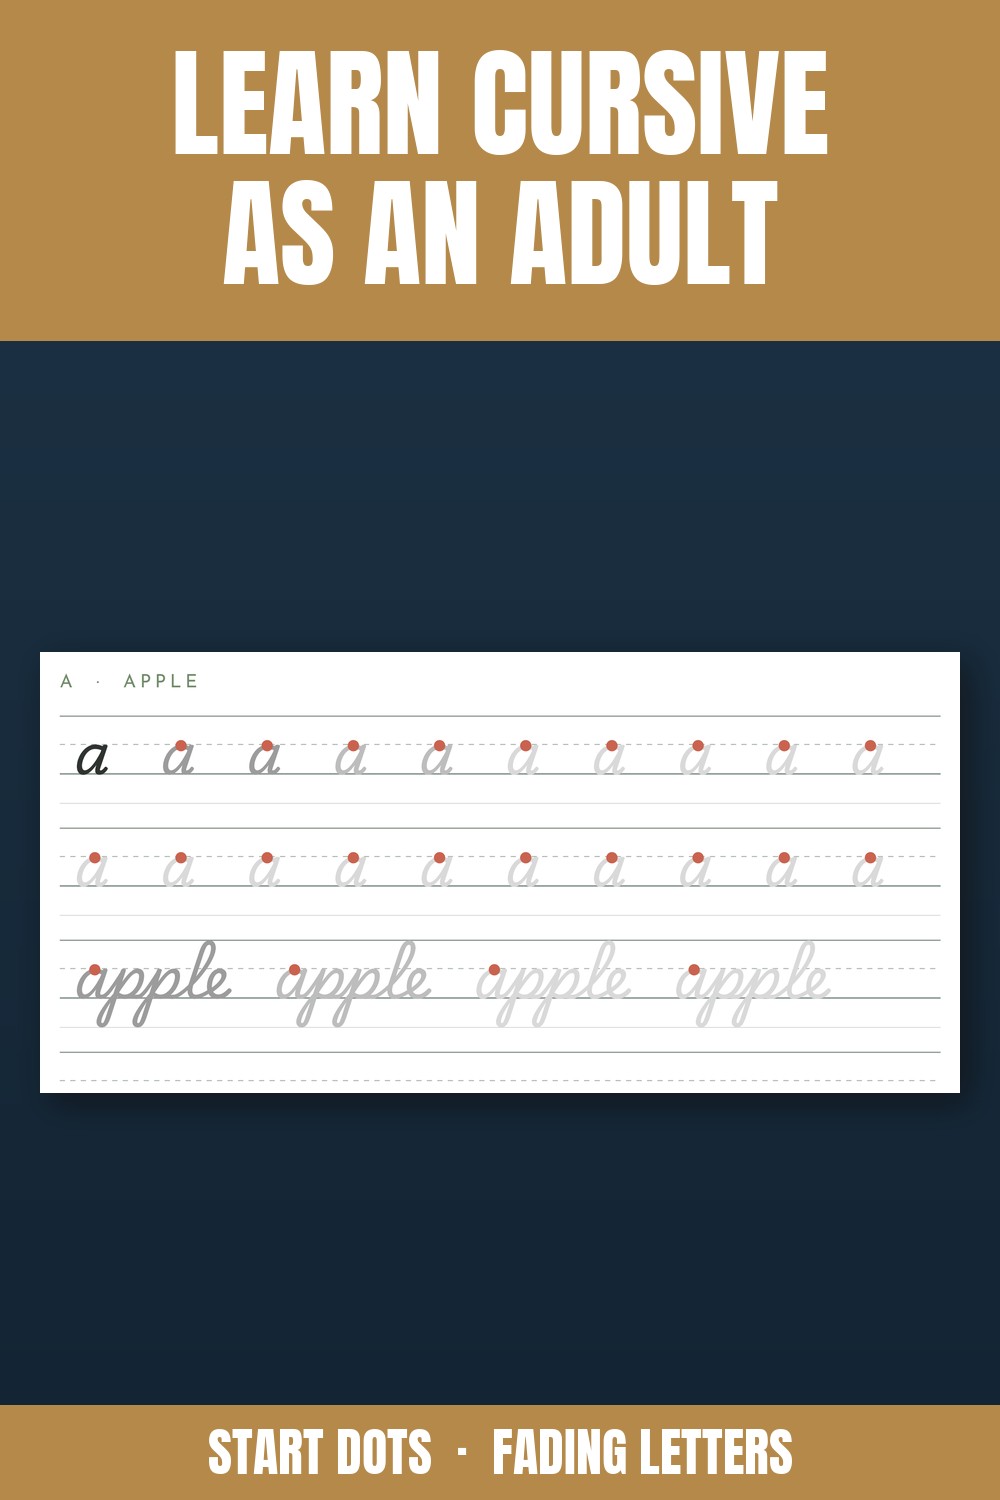 LEARN CURSIVE
AS AN ADULT
A · APPLE
a a a a a a a a a a
a a a a a a a a a a
apple apple apple apple
START DOTS · FADING LETTERS